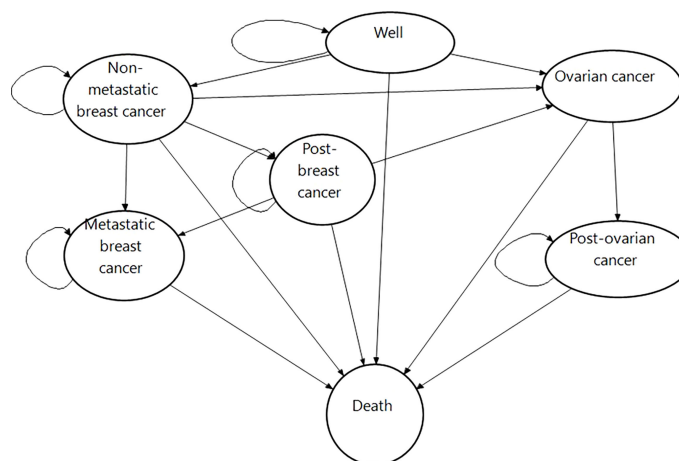 Well
Non-
metastatic
breast cancer
Ovarian cancer
Post-
breast
cancer
Metastatic
breast
cancer
Post-ovarian
cancer
Death